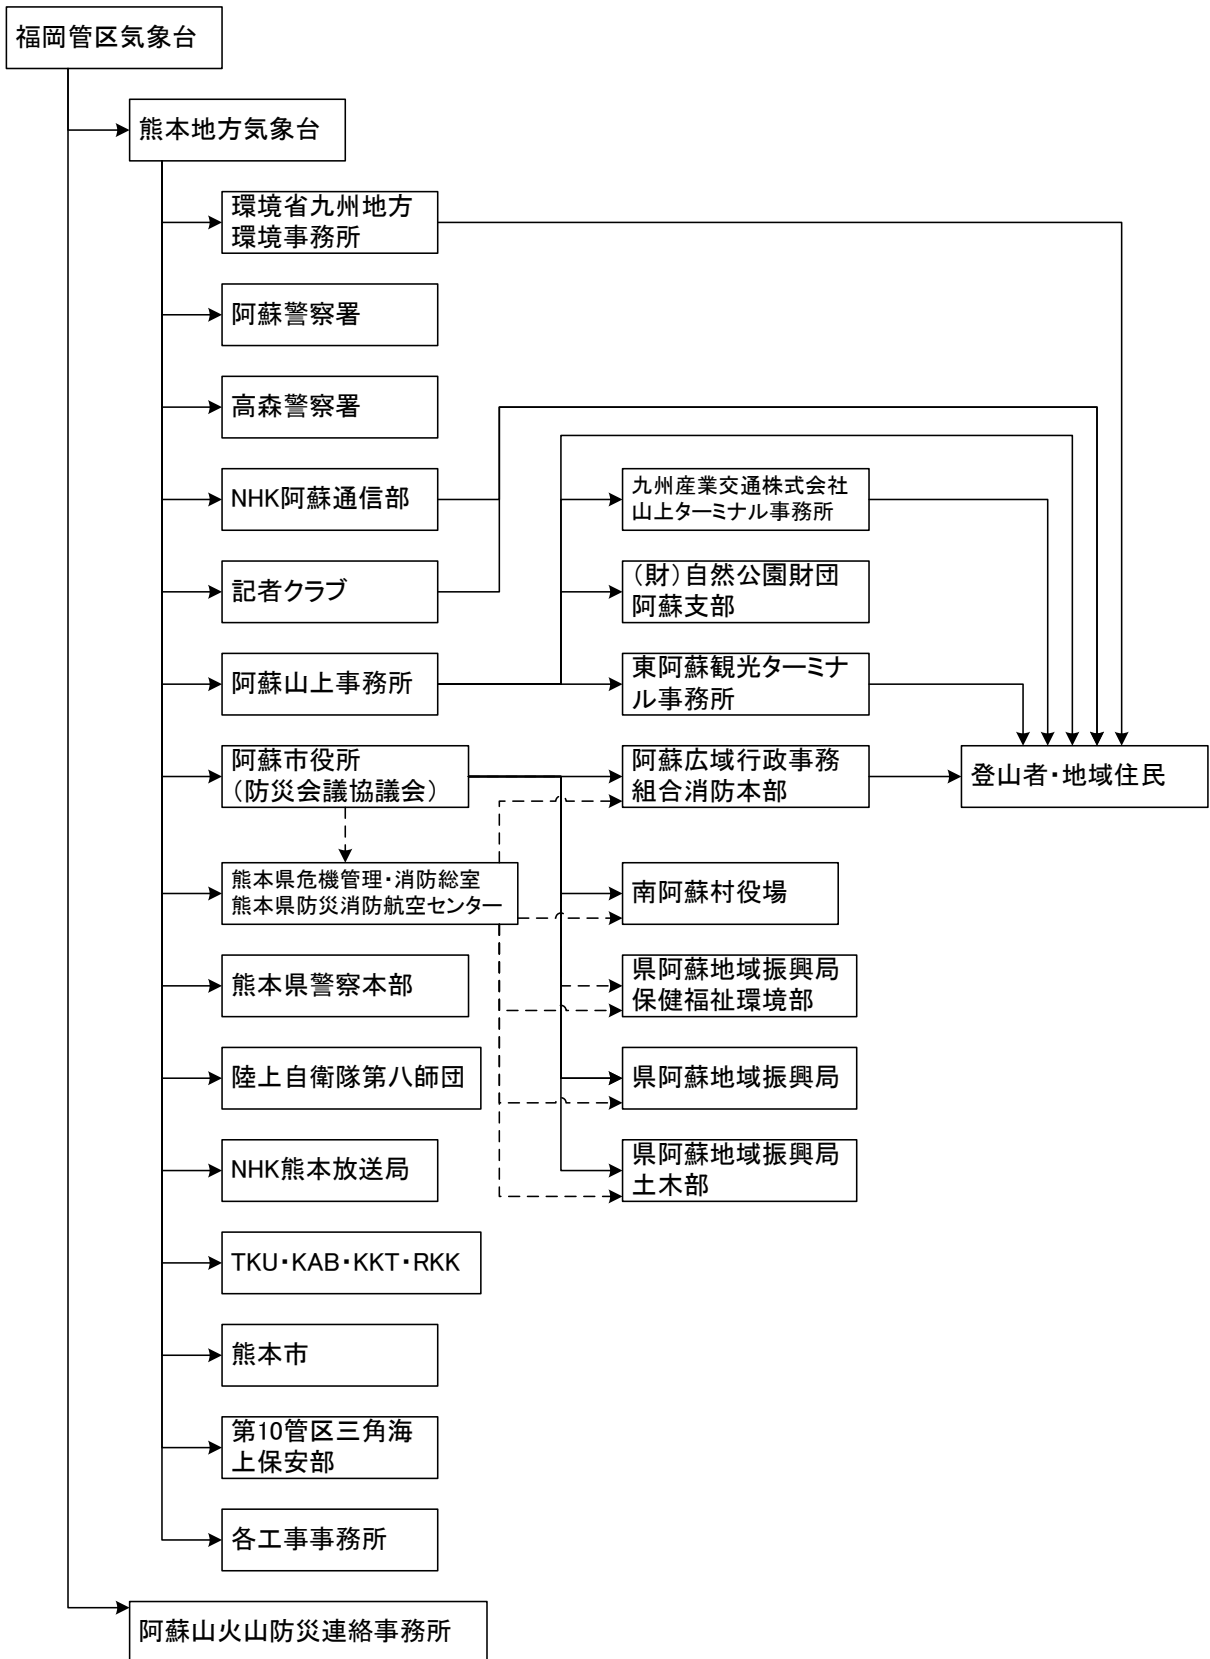 福岡管区気象台
熊本地方気象台
環境省九州地方
環境事務所
阿蘇警察署
高森警察署
NHK阿蘇通信部
九州産業交通株式会社
山上ターミナル事務所
記者クラブ
（財）自然公園財団
阿蘇支部
阿蘇山上事務所
東阿蘇観光ターミナ
ル事務所
阿蘇市役所
（防災会議協議会）
阿蘇広域行政事務
組合消防本部
登山者・地域住民
熊本県危機管理・消防総室
熊本県防災消防航空センター
南阿蘇村役場
熊本県警察本部
県阿蘇地域振興局
保健福祉環境部
陸上自衛隊第八師団
県阿蘇地域振興局
NHK熊本放送局
県阿蘇地域振興局
土木部
TKU・KAB・KKT・RKK
熊本市
第10管区三角海
上保安部
各工事事務所
阿蘇山火山防災連絡事務所